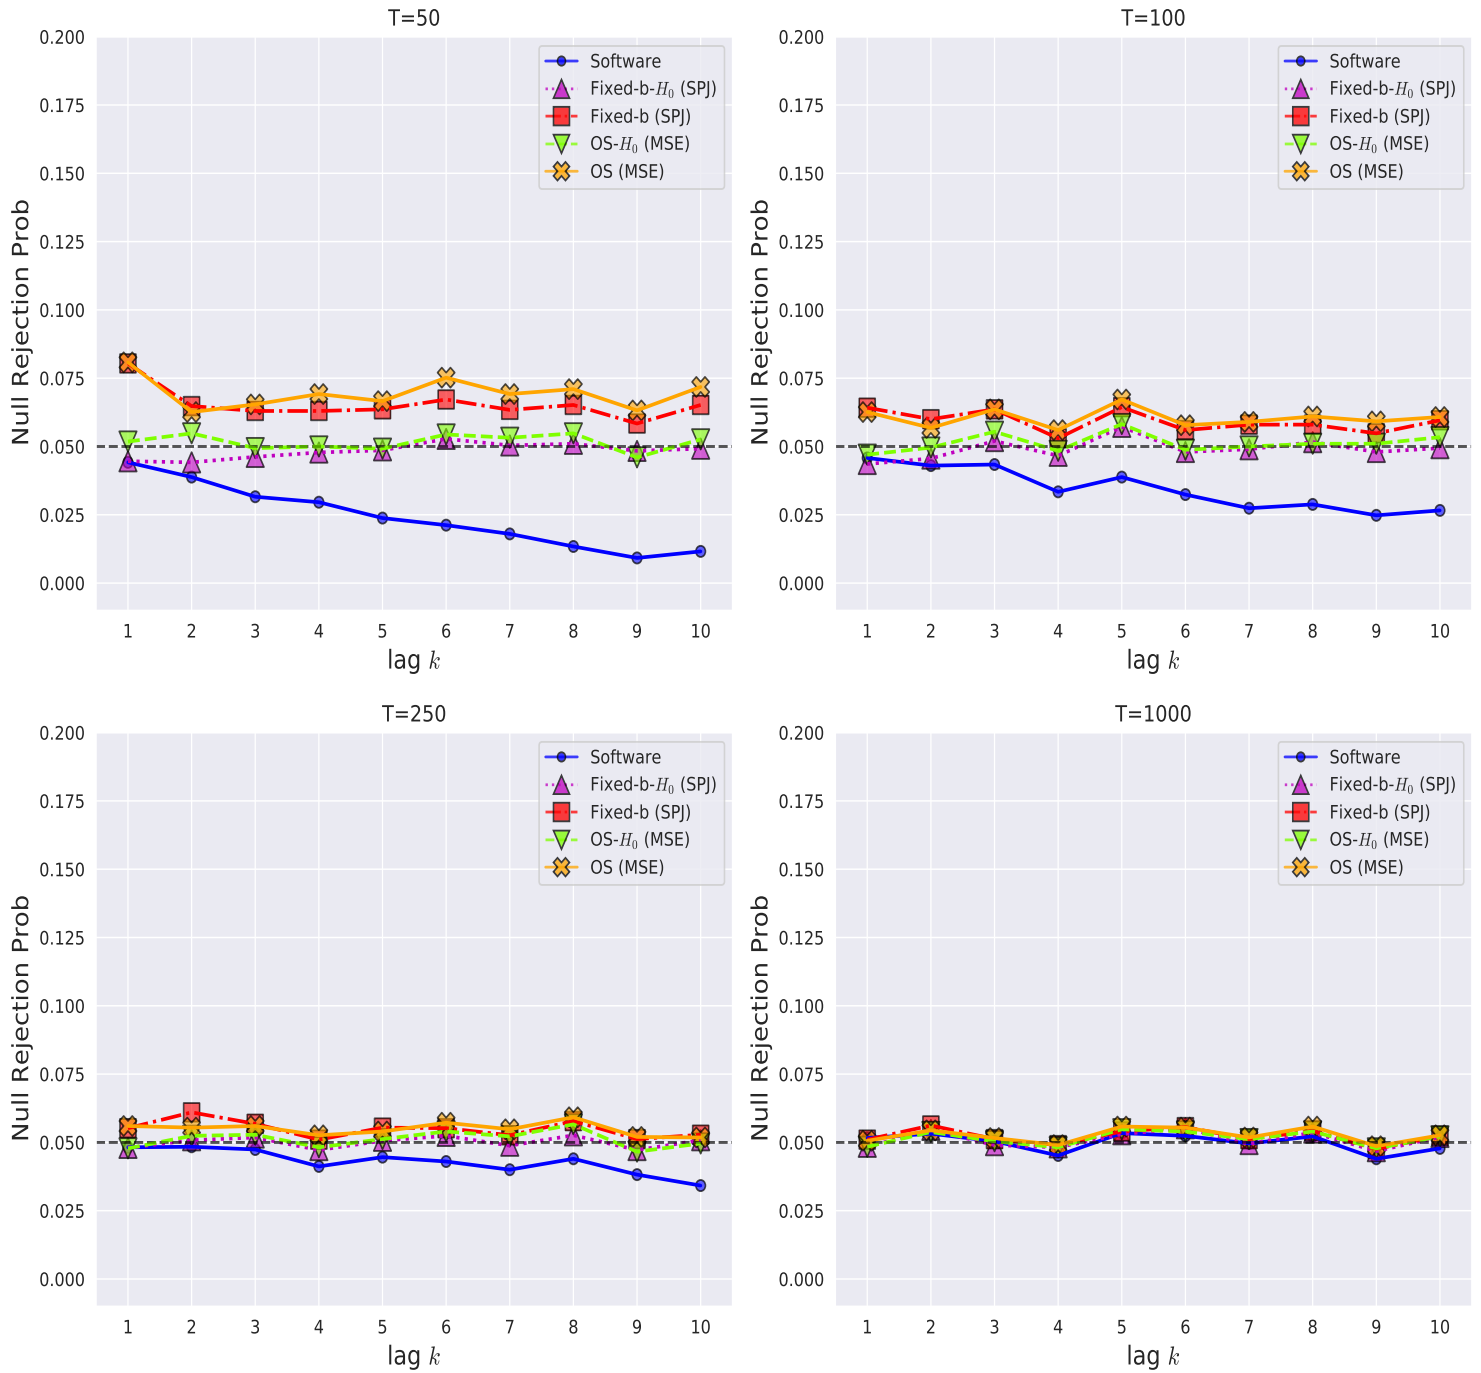 T=50
0.200
0.175
0.150
0.125
0.100
0.075
0.050
0.025
0.000
Null Rejection Prob
Software
Fixed-b-H₀ (SPJ)
Fixed-b (SPJ)
OS-H₀ (MSE)
OS (MSE)
1 2 3 4 5 6 7 8 9 10
lag k
T=100
0.200
0.175
0.150
0.125
0.100
0.075
0.050
0.025
0.000
Null Rejection Prob
Software
Fixed-b-H₀ (SPJ)
Fixed-b (SPJ)
OS-H₀ (MSE)
OS (MSE)
1 2 3 4 5 6 7 8 9 10
lag k
T=250
0.200
0.175
0.150
0.125
0.100
0.075
0.050
0.025
0.000
Null Rejection Prob
Software
Fixed-b-H₀ (SPJ)
Fixed-b (SPJ)
OS-H₀ (MSE)
OS (MSE)
1 2 3 4 5 6 7 8 9 10
lag k
T=1000
0.200
0.175
0.150
0.125
0.100
0.075
0.050
0.025
0.000
Null Rejection Prob
Software
Fixed-b-H₀ (SPJ)
Fixed-b (SPJ)
OS-H₀ (MSE)
OS (MSE)
1 2 3 4 5 6 7 8 9 10
lag k